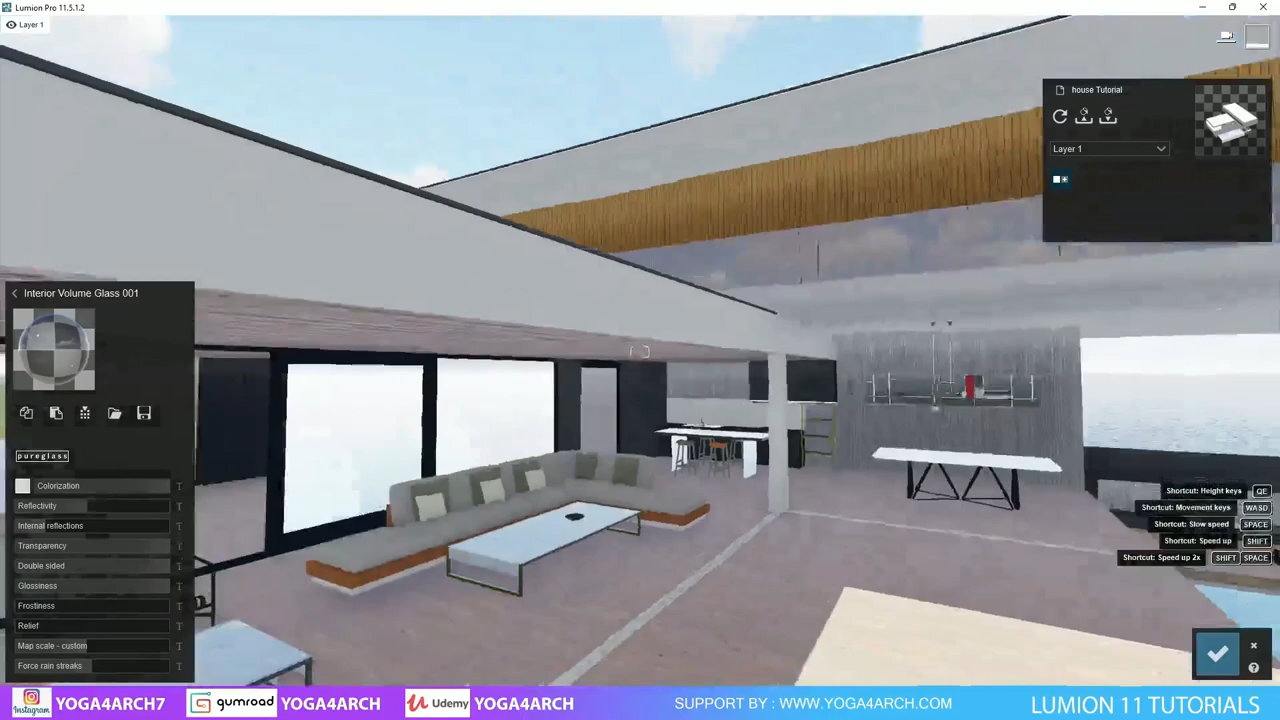 Lumion Pro 11.5.1.2
Layer 1
house Tutorial
Layer 1
Interior Volume Glass 001
pureglass
Colorization T
Reflectivity T
Internal reflections T
Transparency T
Double sided T
Glossiness T
Frostiness T
Relief T
Map scale - custom T
Force rain streaks T
Shortcut: Height keys QE
Shortcut: Movement keys WASD
Shortcut: Slow speed SPACE
Shortcut: Speed up SHIFT
Shortcut: Speed up 2x SHIFT SPACE
?
Instagram YOGA4ARCH7 gumroad YOGA4ARCH Udemy YOGA4ARCH SUPPORT BY : WWW.YOGA4ARCH.COM LUMION 11 TUTORIALS